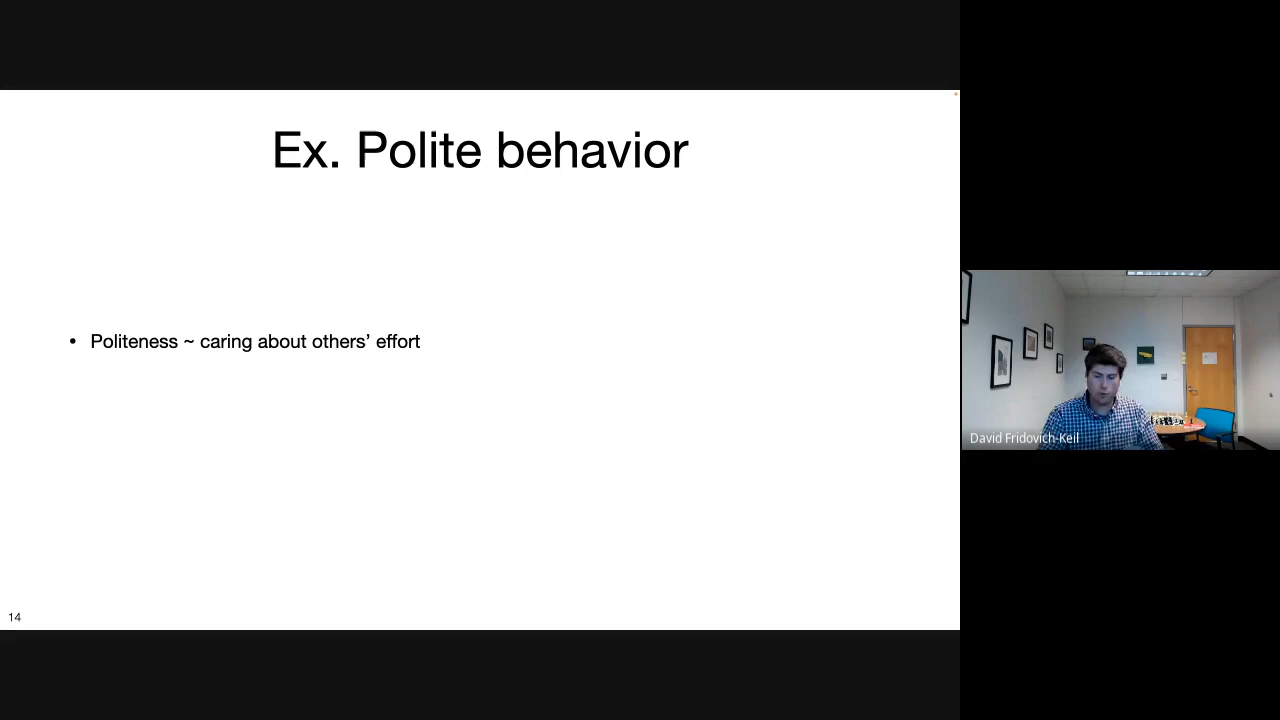 Ex. Polite behavior
• Politeness ~ caring about others’ effort
14
David Fridovich-Keil